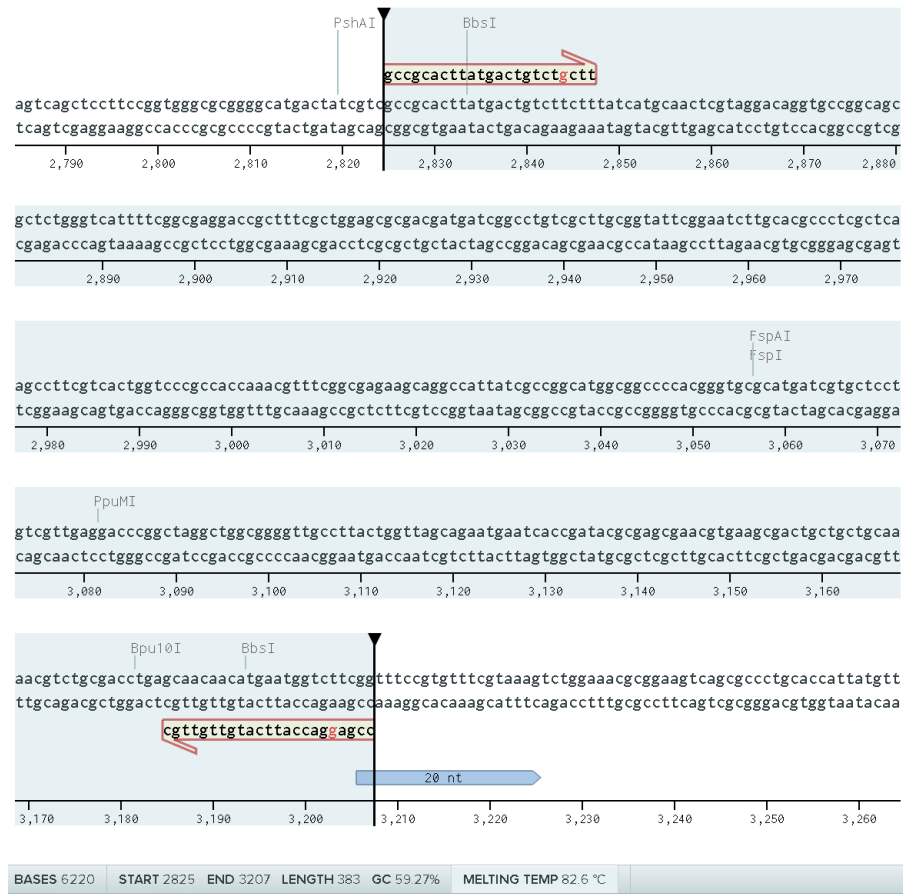 PshAI BbsI
gccgcacttatgactgtctgctt
agtcagctccttccggtgggcgcggggcatgactatcgtcgccgcacttatgactgtcttctttatcatgcaactcgtaggacaggtgccggcagc
tcagtcgaggaaggccacccgcgccccgtactgatagcagcggcgtgaatactgacagaagaaatagtacgttgagcatcctgtccacggccgtcg
2,790 2,800 2,810 2,820 2,830 2,840 2,850 2,860 2,870 2,880
gctctgggtcattttcggcgaggaccgctttcgctggagcgcgacgatgatcggcctgtcgcttgcggtattcggaatcttgcacgccctcgctca
cgagacccagtaaaagccgctcctggcgaaagcgacctcgcgctgctactagccggacagcgaacgccataagccttagaacgtgcgggagcgagt
2,890 2,900 2,910 2,920 2,930 2,940 2,950 2,960 2,970
FspAI
FspI
agccttcgtcactggtcccgccaccaaacgtttcggcgagaagcaggccattatcgccggcatggcggccccacgggtgcgcatgatcgtgctcct
tcggaagcagtgaccagggcggtggtttgcaaagccgctcttcgtccggtaatagcggccgtaccgccggggtgcccacgcgtactagcacgagga
2,980 2,990 3,000 3,010 3,020 3,030 3,040 3,050 3,060 3,070
PpuMI
gtcgttgaggacccggctaggctggcggggttgccttactggttagcagaatgaatcaccgatacgcgagcgaacgtgaagcgactgctgctgcaa
cagcaactcctgggccgatccgaccgccccaacggaatgaccaatcgtcttacttagtggctatgcgctcgcttgcacttcgctgacgacgacgtt
3,080 3,090 3,100 3,110 3,120 3,130 3,140 3,150 3,160
Bpu10I BbsI
aacgtctgcgacctgagcaacaacatgaatggtcttcggtttccgtgtttcgtaaagtctggaaacgcggaagtcagcgccctgcaccattatgtt
ttgcagacgctggactcgttgttgtacttaccagaagccaaaggcacaaagcatttcagacctttgcgccttcagtcgcgggacgtggtaatacaa
cgttgttgtacttaccaggagcc
20 nt
3,170 3,180 3,190 3,200 3,210 3,220 3,230 3,240 3,250 3,260
BASES 6220 START 2825 END 3207 LENGTH 383 GC 59.27% MELTING TEMP 82.6 °C